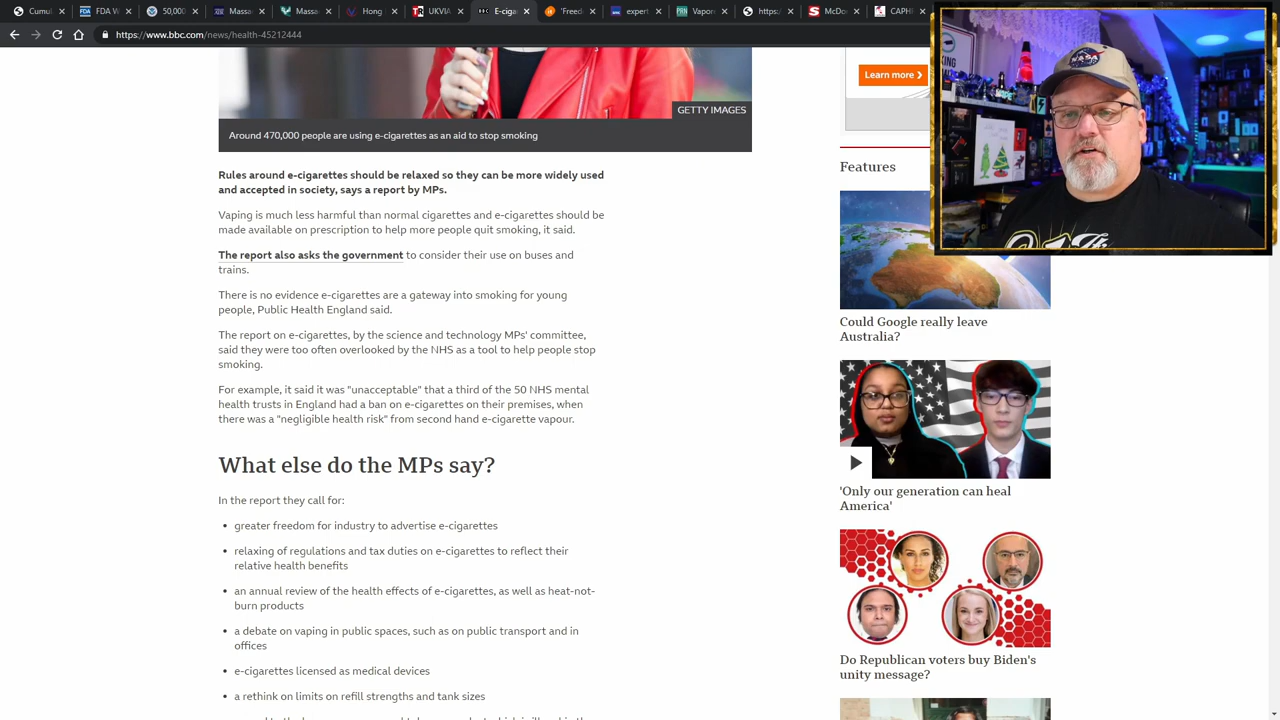 Cumul
FDA W
50,000
Masse
Vape
UKVIA
E-ciga
'Freed
exper
PRN
Vapor
https:
McDo
CAPH
https://www.bbc.com/news/health-45212444
GETTY IMAGES
Around 470,000 people are using e-cigarettes as an aid to stop smoking
Rules around e-cigarettes should be relaxed so they can be more widely used
and accepted in society, says a report by MPs.
Vaping is much less harmful than normal cigarettes and e-cigarettes should be
made available on prescription to help more people quit smoking, it said.
The report also asks the government to consider their use on buses and
trains.
There is no evidence e-cigarettes are a gateway into smoking for young
people, Public Health England said.
The report on e-cigarettes, by the science and technology MPs' committee,
said they were too often overlooked by the NHS as a tool to help people stop
smoking.
For example, it said it was "unacceptable" that a third of the 50 NHS mental
health trusts in England had a ban on e-cigarettes on their premises, when
there was a "negligible health risk" from second hand e-cigarette vapour.
What else do the MPs say?
In the report they call for:
• greater freedom for industry to advertise e-cigarettes
• relaxing of regulations and tax duties on e-cigarettes to reflect their
relative health benefits
• an annual review of the health effects of e-cigarettes, as well as heat-not-
burn products
• a debate on vaping in public spaces, such as on public transport and in
offices
• e-cigarettes licensed as medical devices
• a rethink on limits on refill strengths and tank sizes
Learn more
NASA
Features
Could Google really leave
Australia?
'Only our generation can heal
America'
Do Republican voters buy Biden's
unity message?